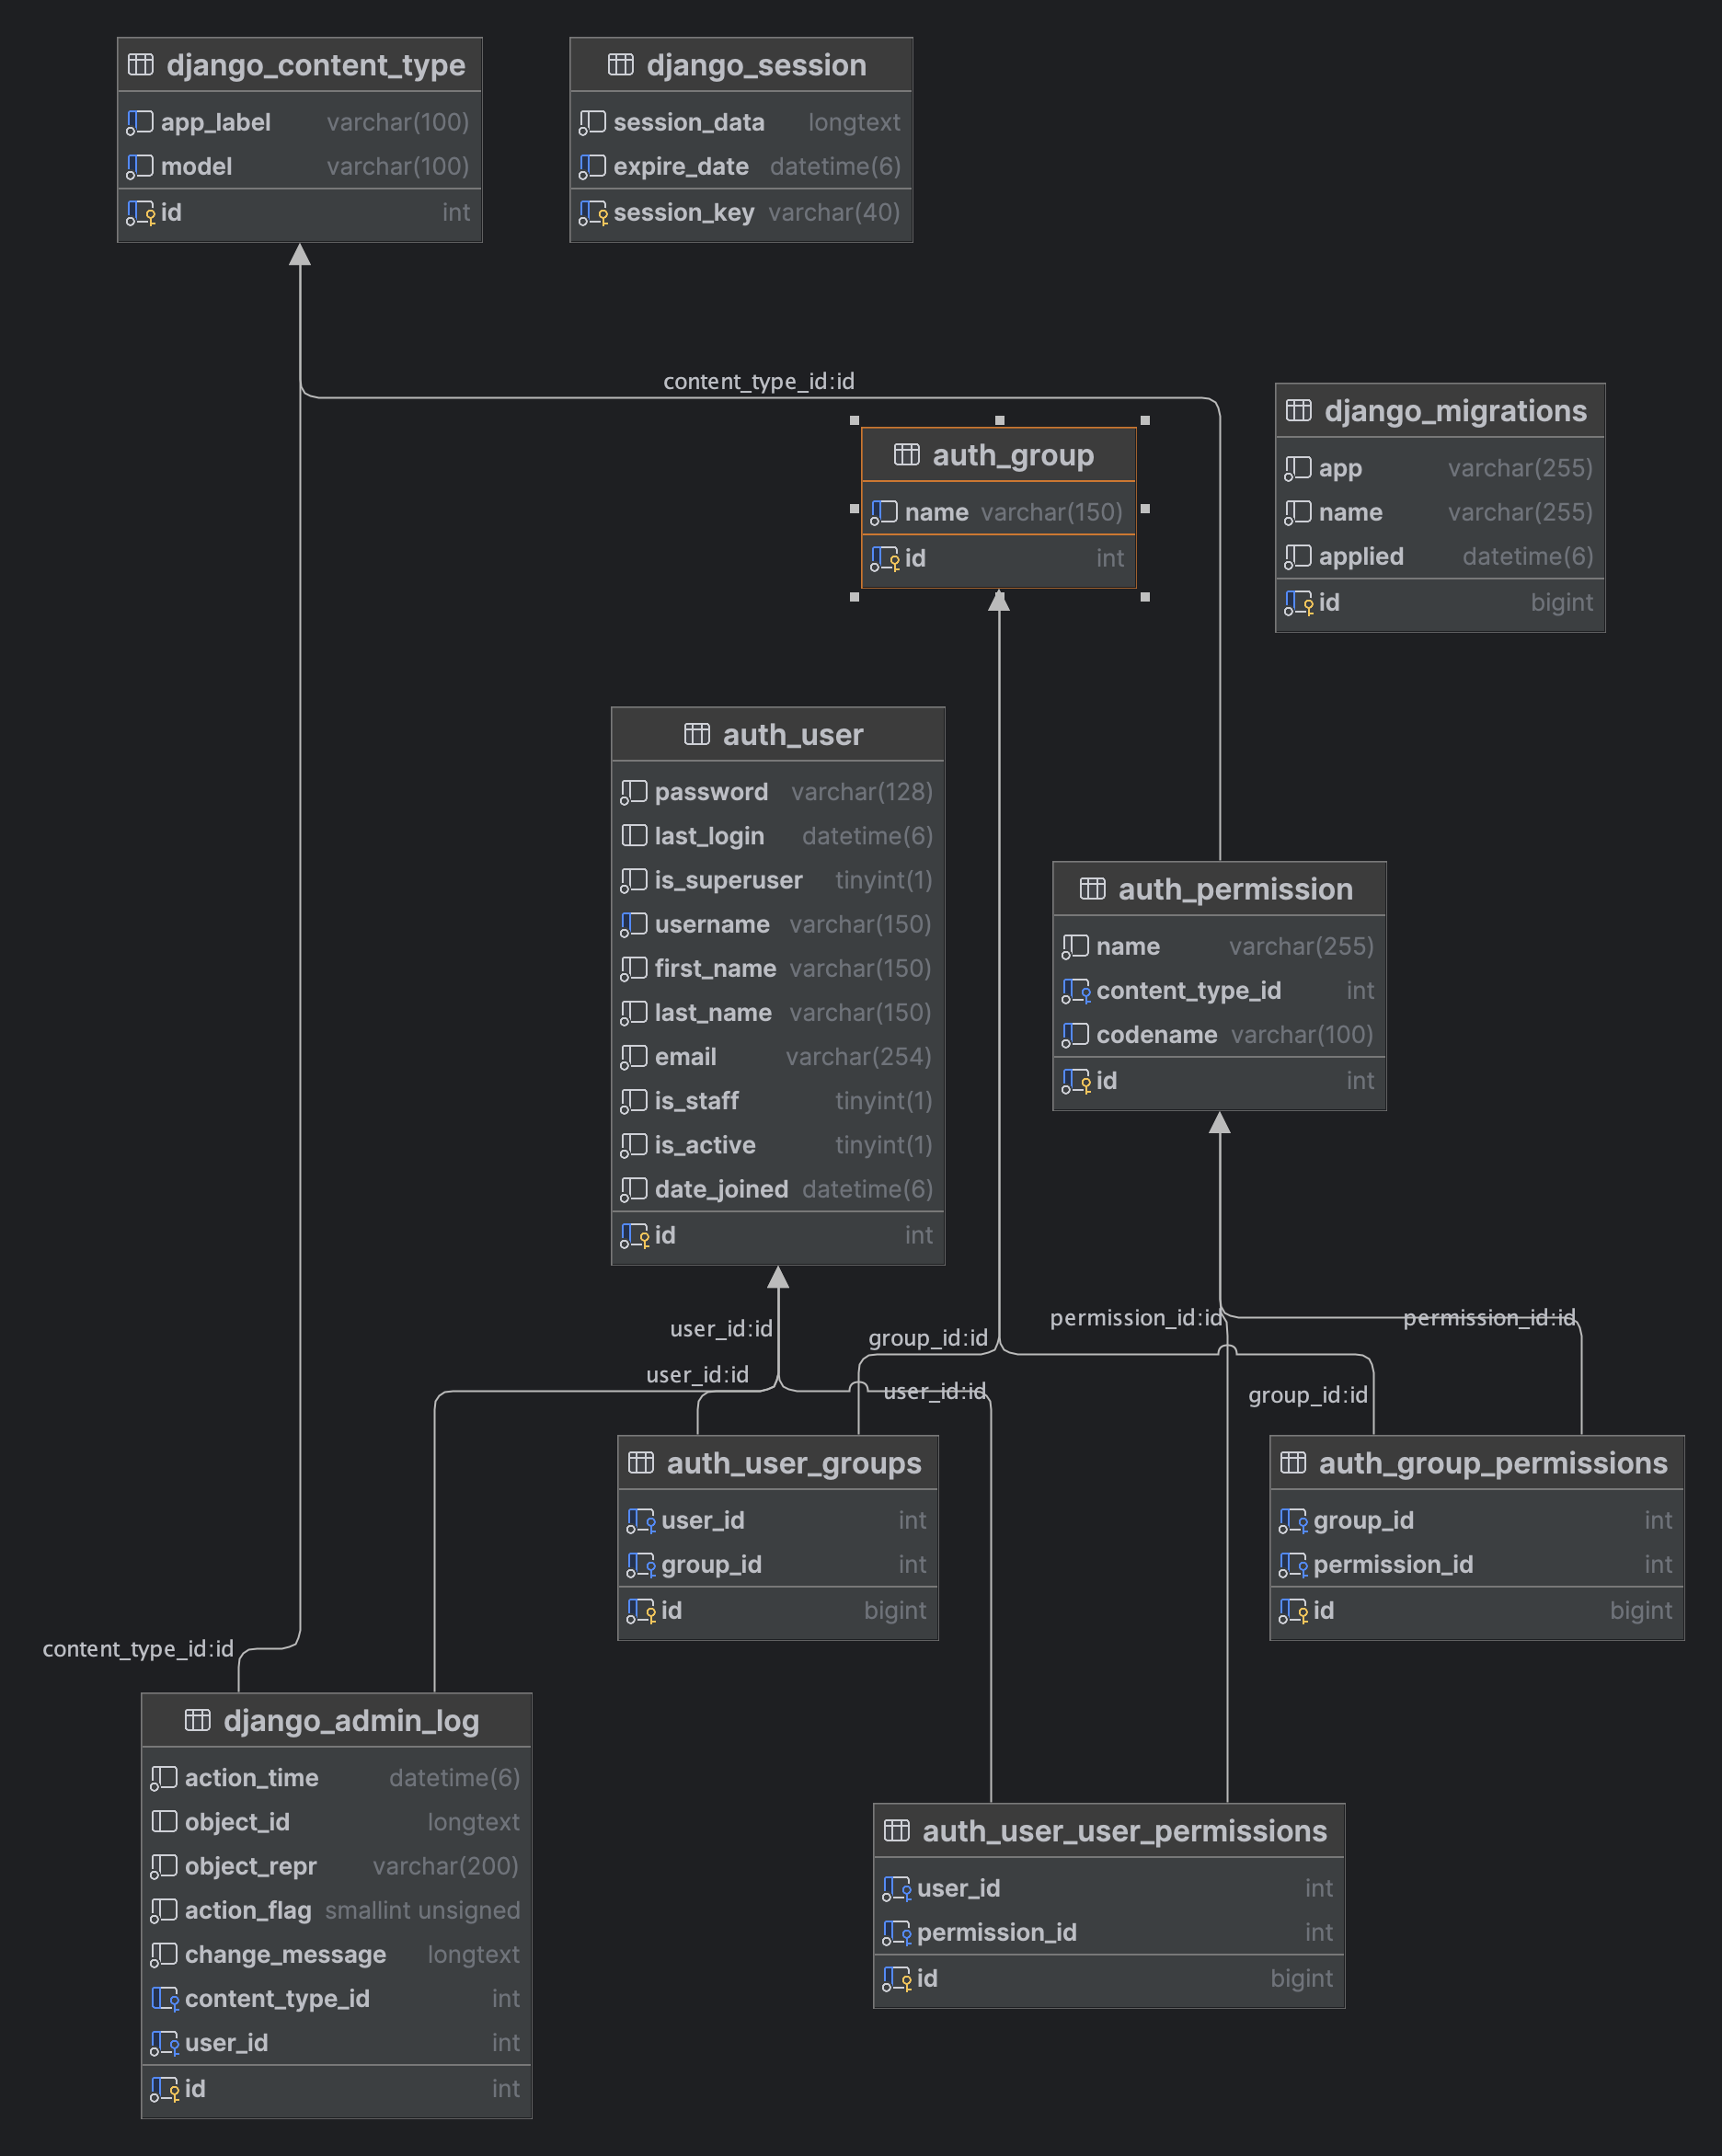 django_content_type
app_label varchar(100)
model varchar(100)
id int
django_session
session_data longtext
expire_date datetime(6)
session_key varchar(40)
content_type_id:id
auth_group
name varchar(150)
id int
django_migrations
app varchar(255)
name varchar(255)
applied datetime(6)
id bigint
auth_user
password varchar(128)
last_login datetime(6)
is_superuser tinyint(1)
username varchar(150)
first_name varchar(150)
last_name varchar(150)
email varchar(254)
is_staff tinyint(1)
is_active tinyint(1)
date_joined datetime(6)
id int
auth_permission
name varchar(255)
content_type_id int
codename varchar(100)
id int
user_id:id
group_id:id
permission_id:id
permission_id:id
user_id:id
user_id:id
group_id:id
auth_user_groups
user_id int
group_id int
id bigint
auth_group_permissions
group_id int
permission_id int
id bigint
content_type_id:id
django_admin_log
action_time datetime(6)
object_id longtext
object_repr varchar(200)
action_flag smallint unsigned
change_message longtext
content_type_id int
user_id int
id int
auth_user_user_permissions
user_id int
permission_id int
id bigint